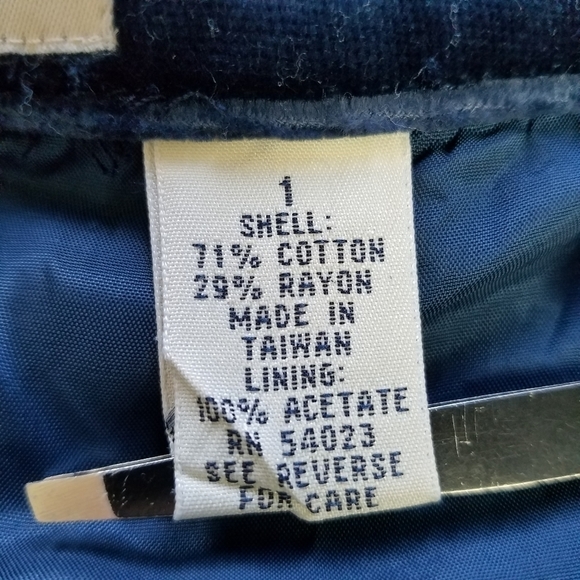 1
SHELL:
71% COTTON
29% RAYON
MADE IN
TAIWAN
LINING:
100% ACETATE
RN 54023
SEE REVERSE
FOR CARE